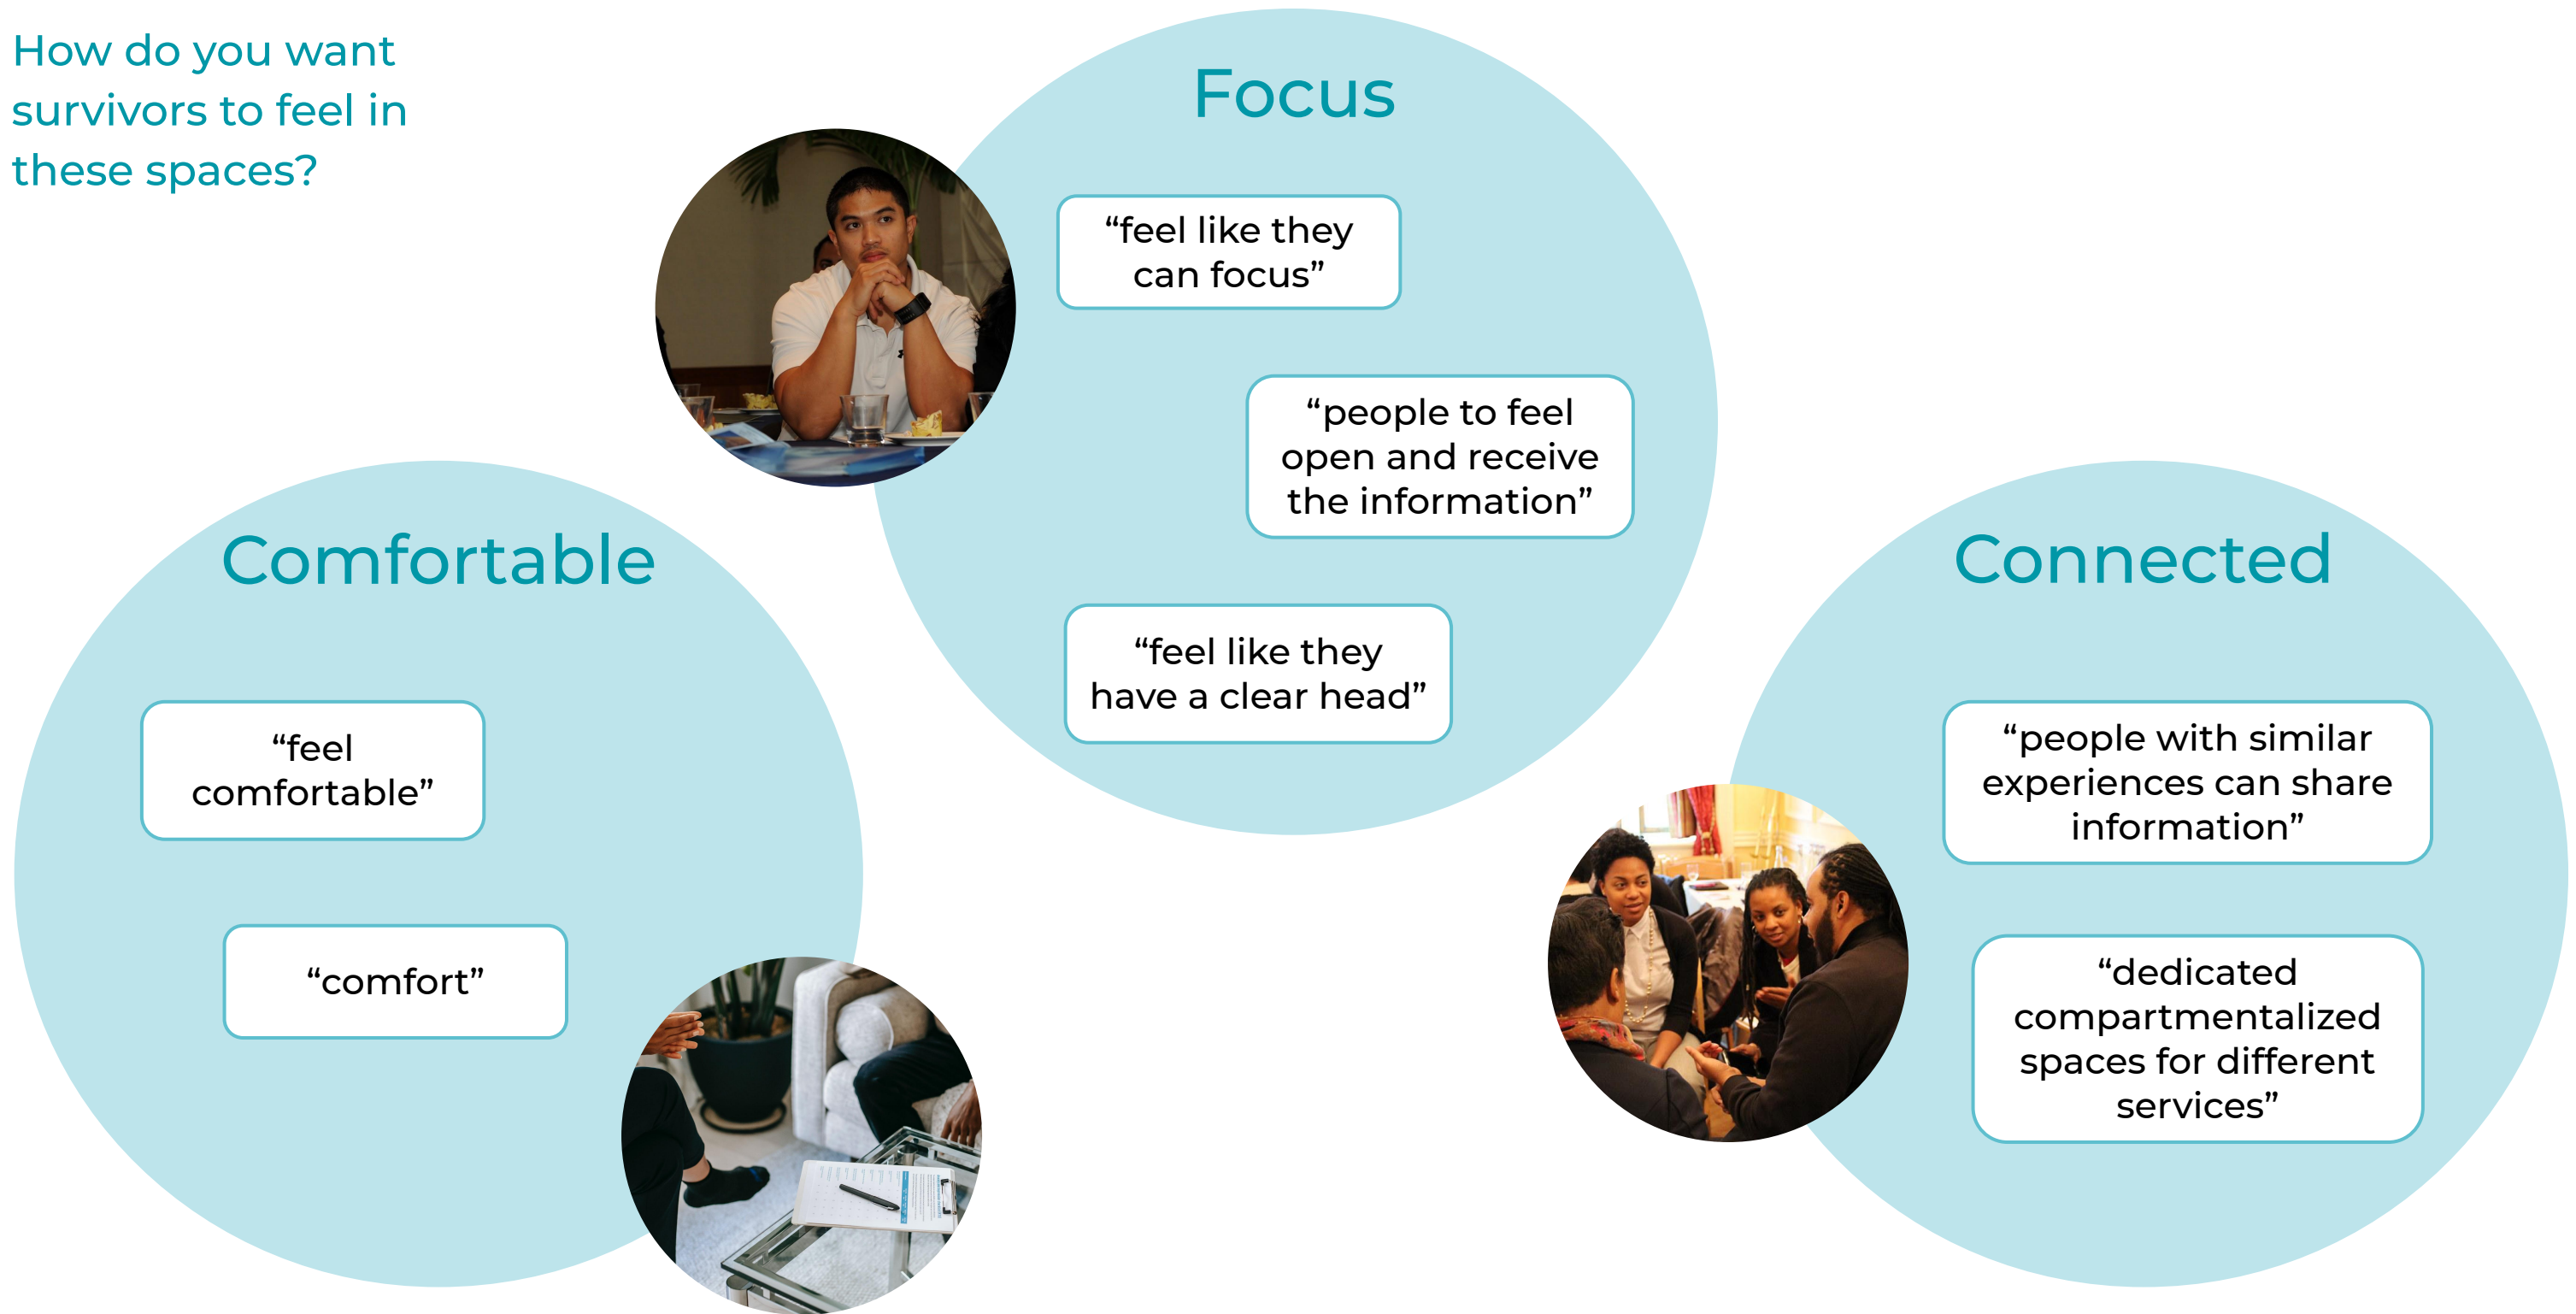 How do you want
survivors to feel in
these spaces?
Focus
“feel like they
can focus”
“people to feel
open and receive
the information”
“feel like they
have a clear head”
Comfortable
“feel
comfortable”
“comfort”
Connected
“people with similar
experiences can share
information”
“dedicated
compartmentalized
spaces for different
services”